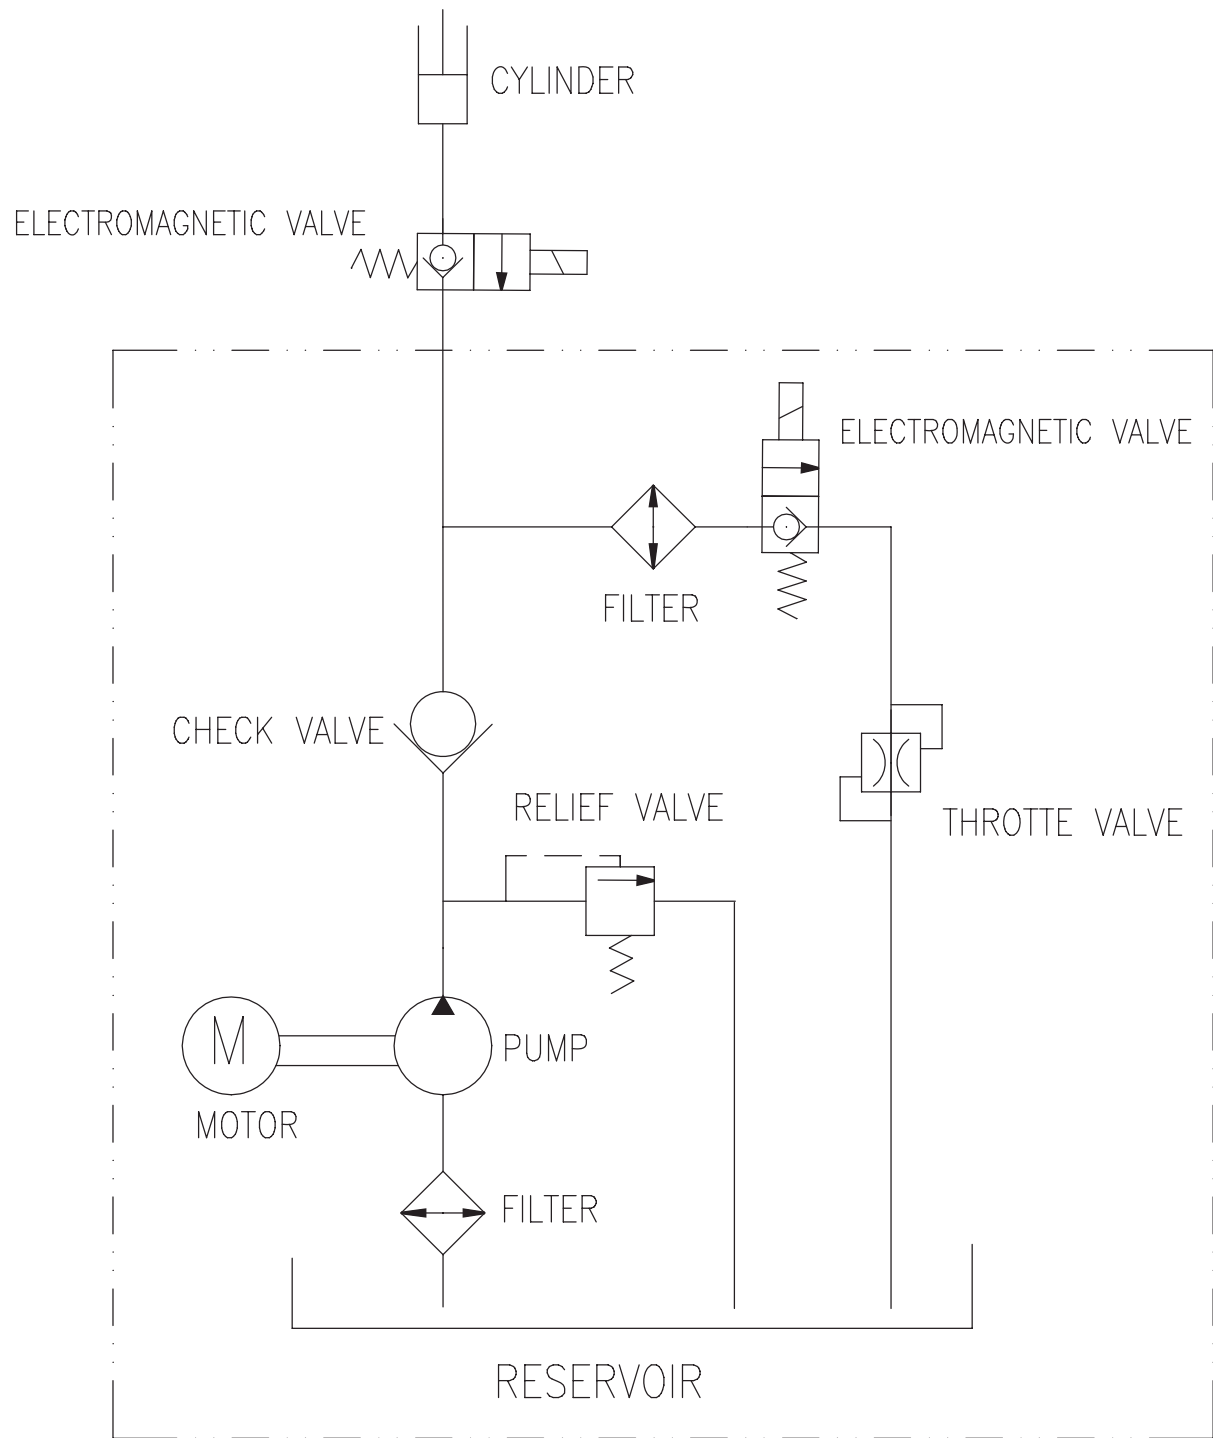 CYLINDER
ELECTROMAGNETIC VALVE
ELECTROMAGNETIC VALVE
FILTER
CHECK VALVE
RELIEF VALVE
THROTTE VALVE
M
PUMP
MOTOR
FILTER
RESERVOIR